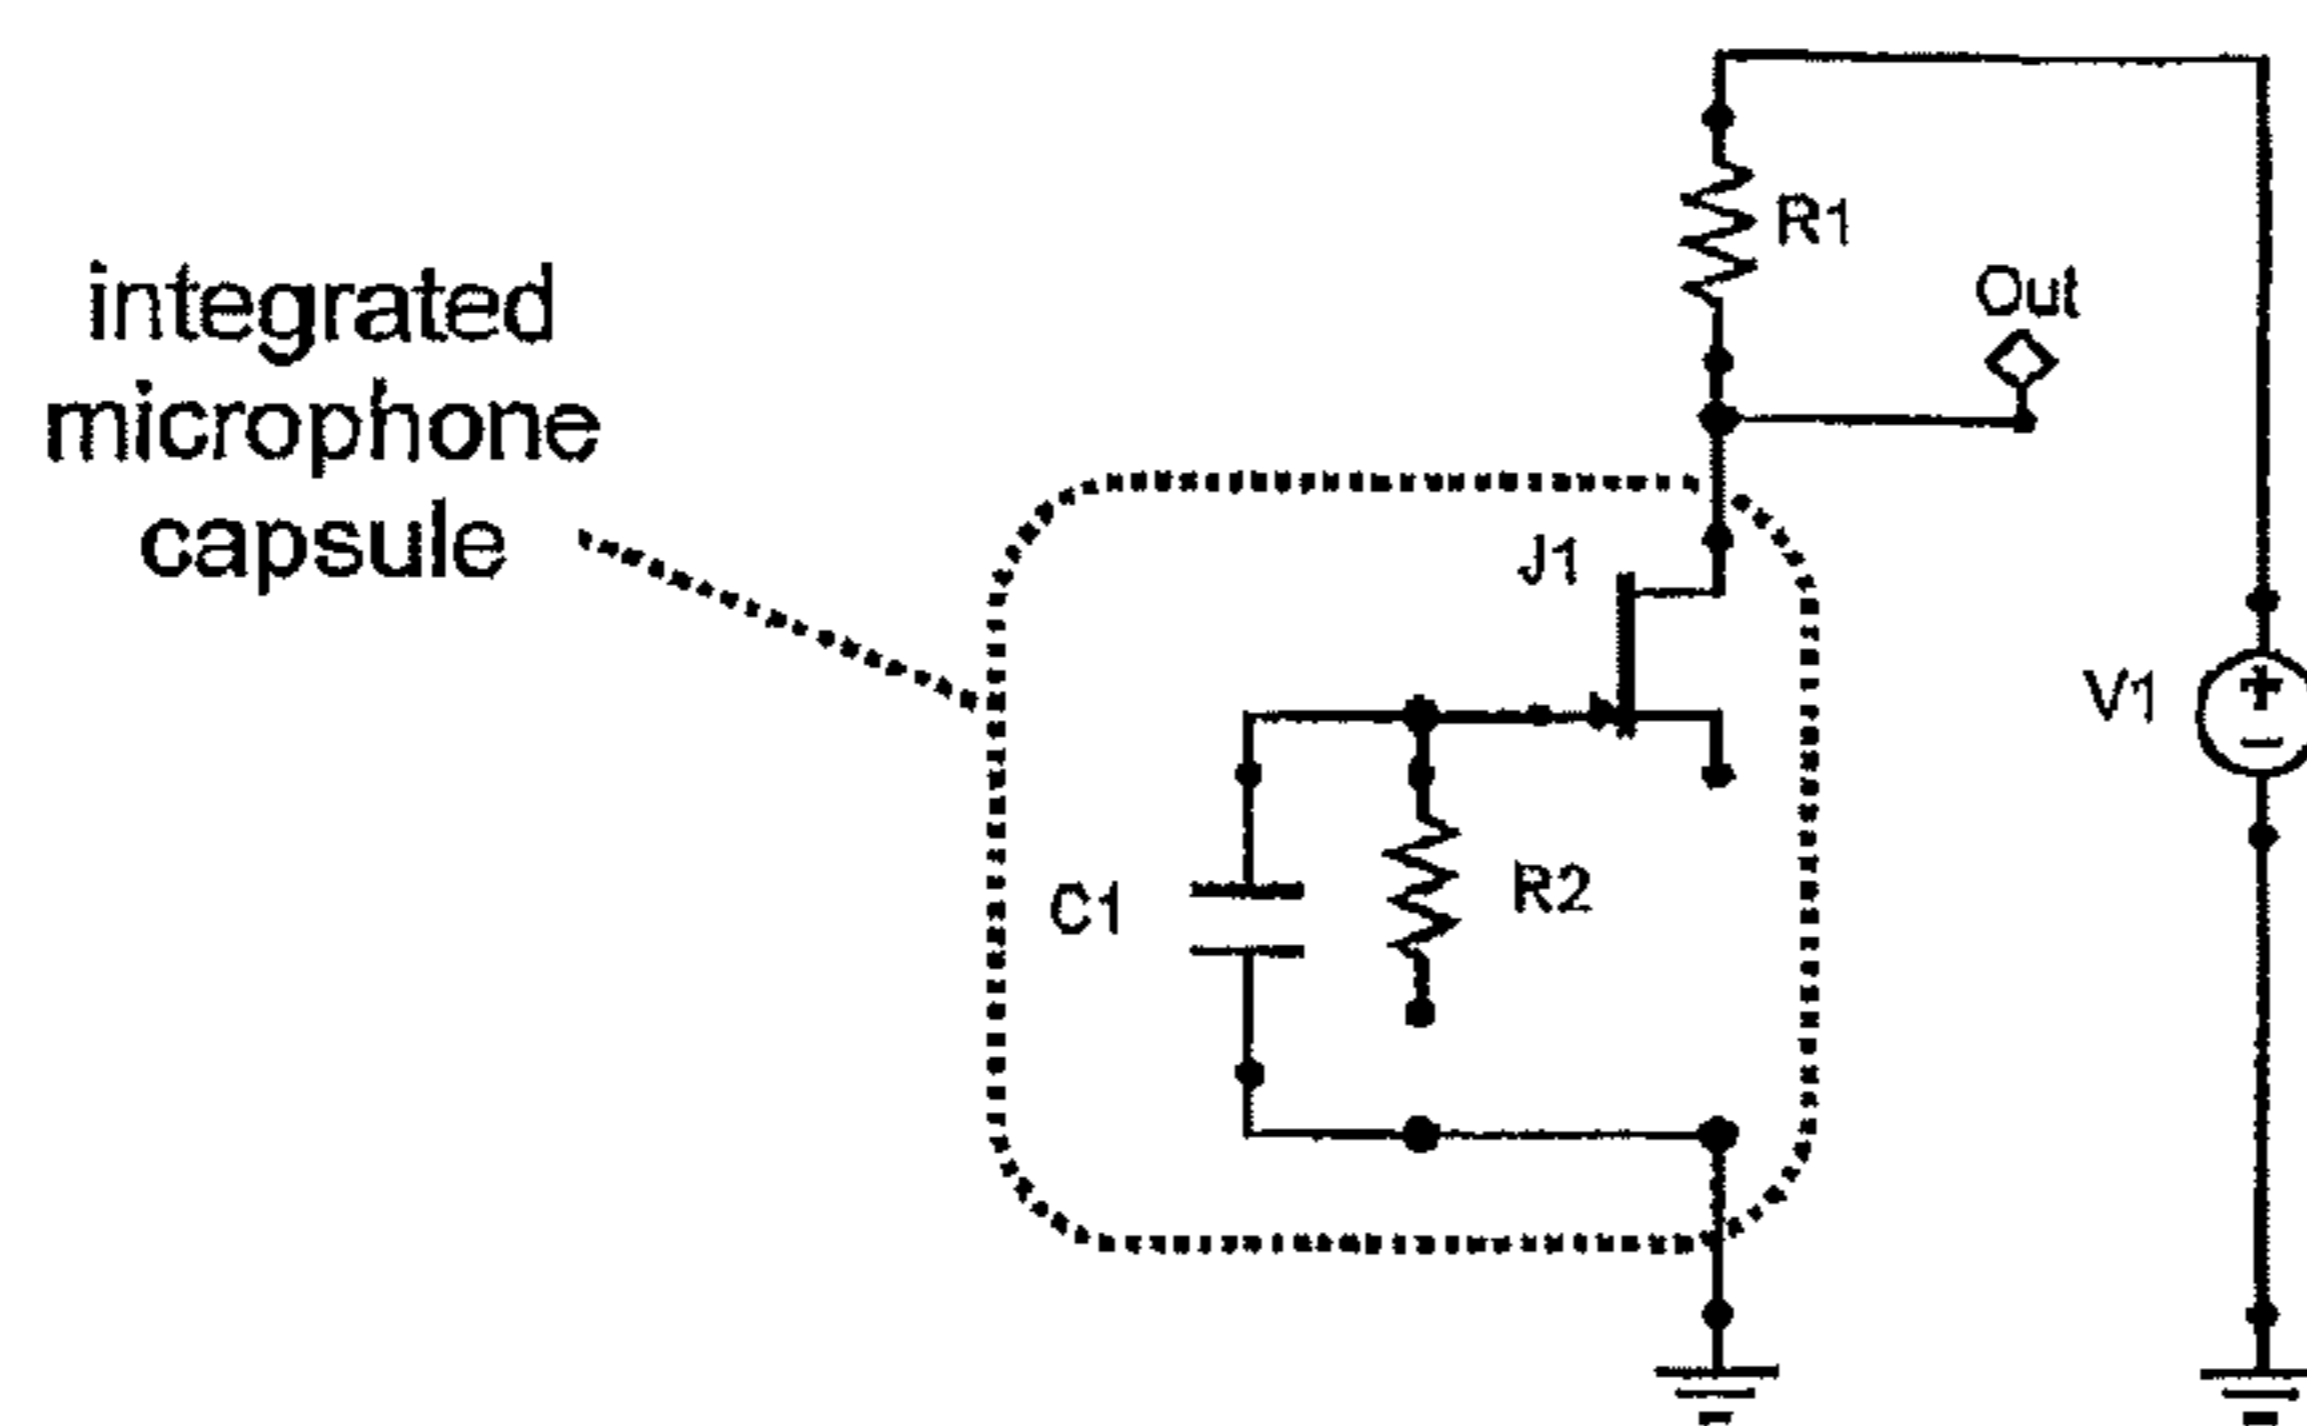 integrated
microphone
capsule
R1
Out
J1
V1
C1
R2